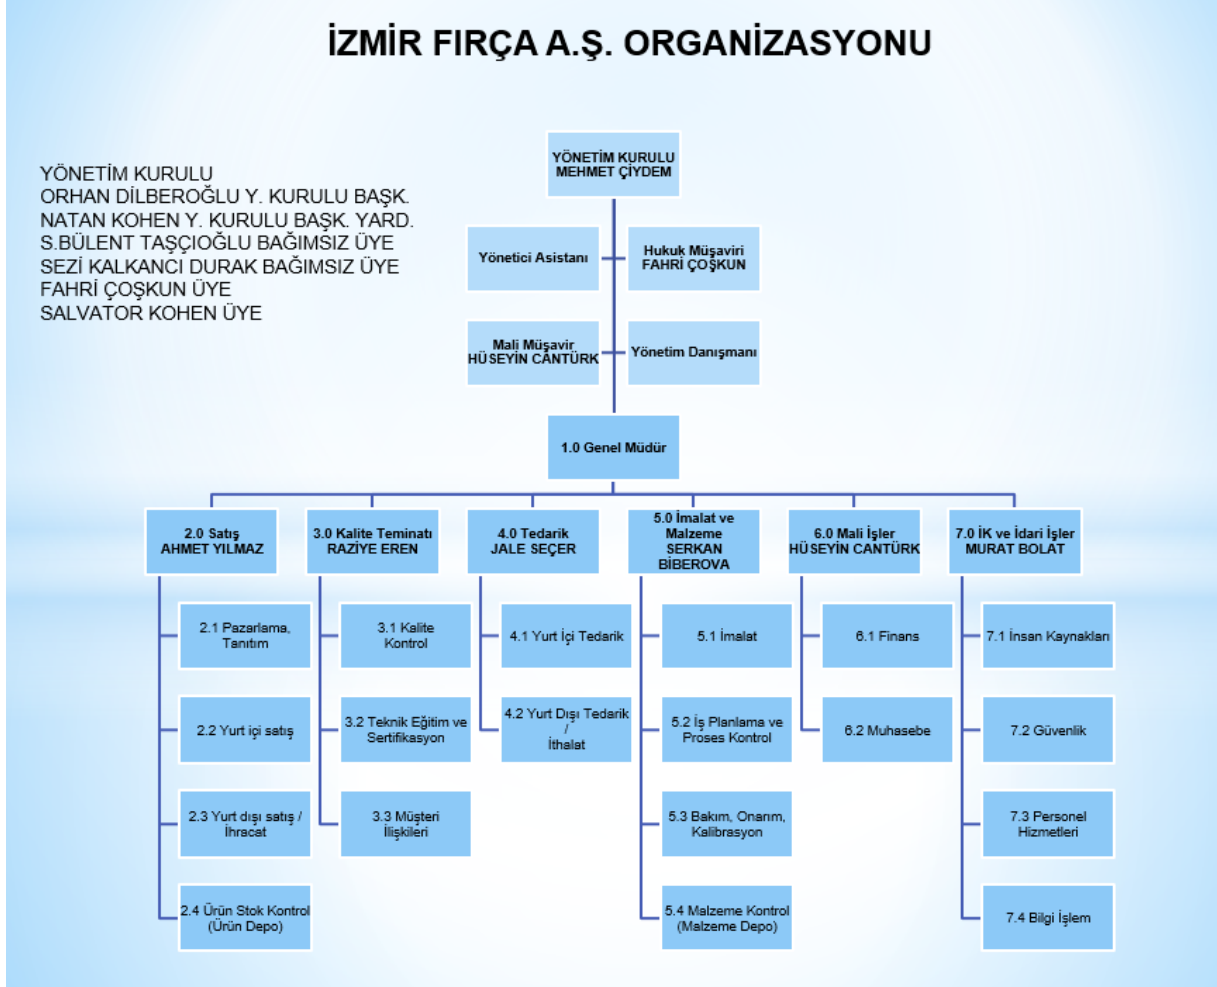 İZMİR FIRÇA A.Ş. ORGANİZASYONU
YÖNETİM KURULU
ORHAN DİLBEROĞLU Y. KURULU BAŞK.
NATAN KOHEN Y. KURULU BAŞK. YARD.
S.BÜLENT TAŞÇIOĞLU BAĞIMSIZ ÜYE
SEZİ KALKANCI DURAK BAĞIMSIZ ÜYE
FAHRİ ÇOŞKUN ÜYE
SALVATOR KOHEN ÜYE
YÖNETİM KURULU
MEHMET ÇİYDEM
Yönetici Asistanı
Hukuk Müşaviri
FAHRİ ÇOŞKUN
Mali Müşavir
HÜSEYİN CANTÜRK
Yönetim Danışmanı
1.0 Genel Müdür
2.0 Satış
AHMET YILMAZ
3.0 Kalite Teminatı
RAZİYE EREN
4.0 Tedarik
JALE SEÇER
5.0 İmalat ve
Malzeme
SERKAN
BİBEROVA
6.0 Mali İşler
HÜSEYİN CANTÜRK
7.0 İK ve İdari İşler
MURAT BOLAT
2.1 Pazarlama,
Tanıtım
2.2 Yurt içi satış
2.3 Yurt dışı satış /
İhracat
2.4 Ürün Stok Kontrol
(Ürün Depo)
3.1 Kalite
Kontrol
3.2 Teknik Eğitim ve
Sertifikasyon
3.3 Müşteri
İlişkileri
4.1 Yurt İçi Tedarik
4.2 Yurt Dışı Tedarik
/
İthalat
5.1 İmalat
5.2 İş Planlama ve
Proses Kontrol
5.3 Bakım, Onarım,
Kalibrasyon
5.4 Malzeme Kontrol
(Malzeme Depo)
6.1 Finans
6.2 Muhasebe
7.1 İnsan Kaynakları
7.2 Güvenlik
7.3 Personel
Hizmetleri
7.4 Bilgi İşlem